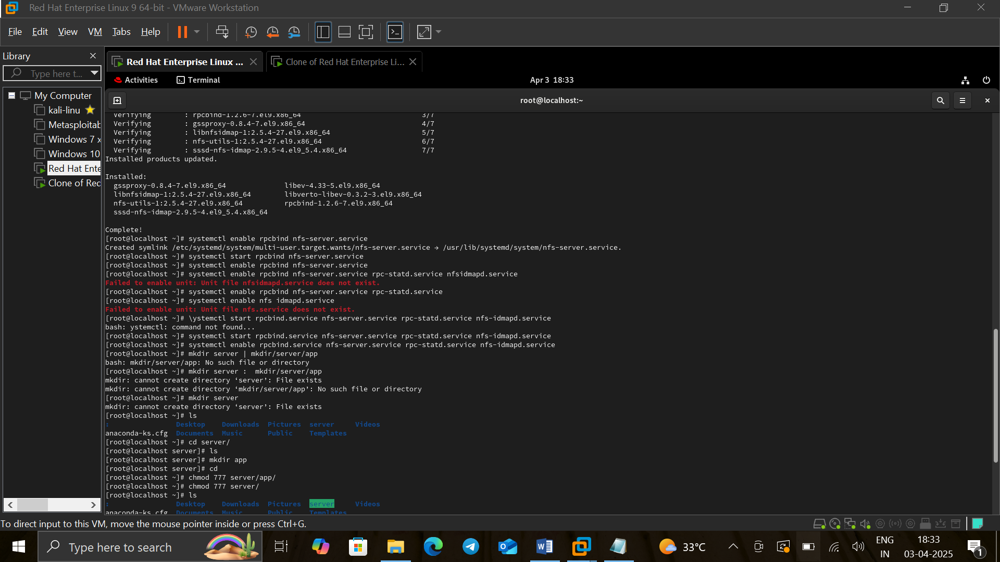 Red Hat Enterprise Linux 9 64-bit - VMware Workstation
File Edit View VM Tabs Help
Library
Type here t...
My Computer
kali-linu
Metasploitab
Windows 7 x
Windows 10
Red Hat Ente
Clone of Rec
Red Hat Enterprise Linux ...
Clone of Red Hat Enterprise Li...
Activities Terminal Apr 3 18:33
root@localhost:~
Verifying : rpcbind-1.2.6-7.el9.x86_64 3/7
Verifying : gssproxy-0.8.4-7.el9.x86_64 4/7
Verifying : libnfsidmap-1:2.5.4-27.el9.x86_64 5/7
Verifying : nfs-utils-1:2.5.4-27.el9.x86_64 6/7
Verifying : sssd-nfs-idmap-2.9.5-4.el9_5.4.x86_64 7/7
Installed products updated.
Installed:
gssproxy-0.8.4-7.el9.x86_64 libev-4.33-5.el9.x86_64
libnfsidmap-1:2.5.4-27.el9.x86_64 libverto-libev-0.3.2-3.el9.x86_64
nfs-utils-1:2.5.4-27.el9.x86_64 rpcbind-1.2.6-7.el9.x86_64
sssd-nfs-idmap-2.9.5-4.el9_5.4.x86_64
Complete!
[root@localhost ~]# systemctl enable rpcbind nfs-server.service
Created symlink /etc/systemd/system/multi-user.target.wants/nfs-server.service → /usr/lib/systemd/system/nfs-server.service.
[root@localhost ~]# systemctl start rpcbind nfs-server.service
[root@localhost ~]# systemctl enable rpcbind nfs-server.service
[root@localhost ~]# systemctl enable rpcbind nfs-server.service rpc-statd.service nfsidmapd.service
Failed to enable unit: Unit file nfsidmapd.service does not exist.
[root@localhost ~]# systemctl enable rpcbind nfs-server.service rpc-statd.service
[root@localhost ~]# systemctl enable nfs idmapd.serivce
Failed to enable unit: Unit file nfs.service does not exist.
[root@localhost ~]# \ystemctl start rpcbind.service nfs-server.service rpc-statd.service nfs-idmapd.service
bash: ystemctl: command not found...
[root@localhost ~]# systemctl start rpcbind.service nfs-server.service rpc-statd.service nfs-idmapd.service
[root@localhost ~]# systemctl enable rpcbind.service nfs-server.service rpc-statd.service nfs-idmapd.service
[root@localhost ~]# mkdir server | mkdir/server/app
bash: mkdir/server/app: No such file or directory
[root@localhost ~]# mkdir server :  mkdir/server/app
mkdir: cannot create directory ‘server’: File exists
mkdir: cannot create directory ‘mkdir/server/app’: No such file or directory
[root@localhost ~]# mkdir server
mkdir: cannot create directory ‘server’: File exists
[root@localhost ~]# ls
: Desktop Downloads Pictures server Videos
anaconda-ks.cfg Documents Music Public Templates
[root@localhost ~]# cd server/
[root@localhost server]# ls
[root@localhost server]# mkdir app
[root@localhost server]# cd
[root@localhost ~]# chmod 777 server/app/
[root@localhost ~]# chmod 777 server/
[root@localhost ~]# ls
: Desktop Downloads Pictures server Videos
anaconda-ks.cfg Documents Music Public Templates
To direct input to this VM, move the mouse pointer inside or press Ctrl+G.
Type here to search
33°C
ENG
IN
18:33
03-04-2025
1